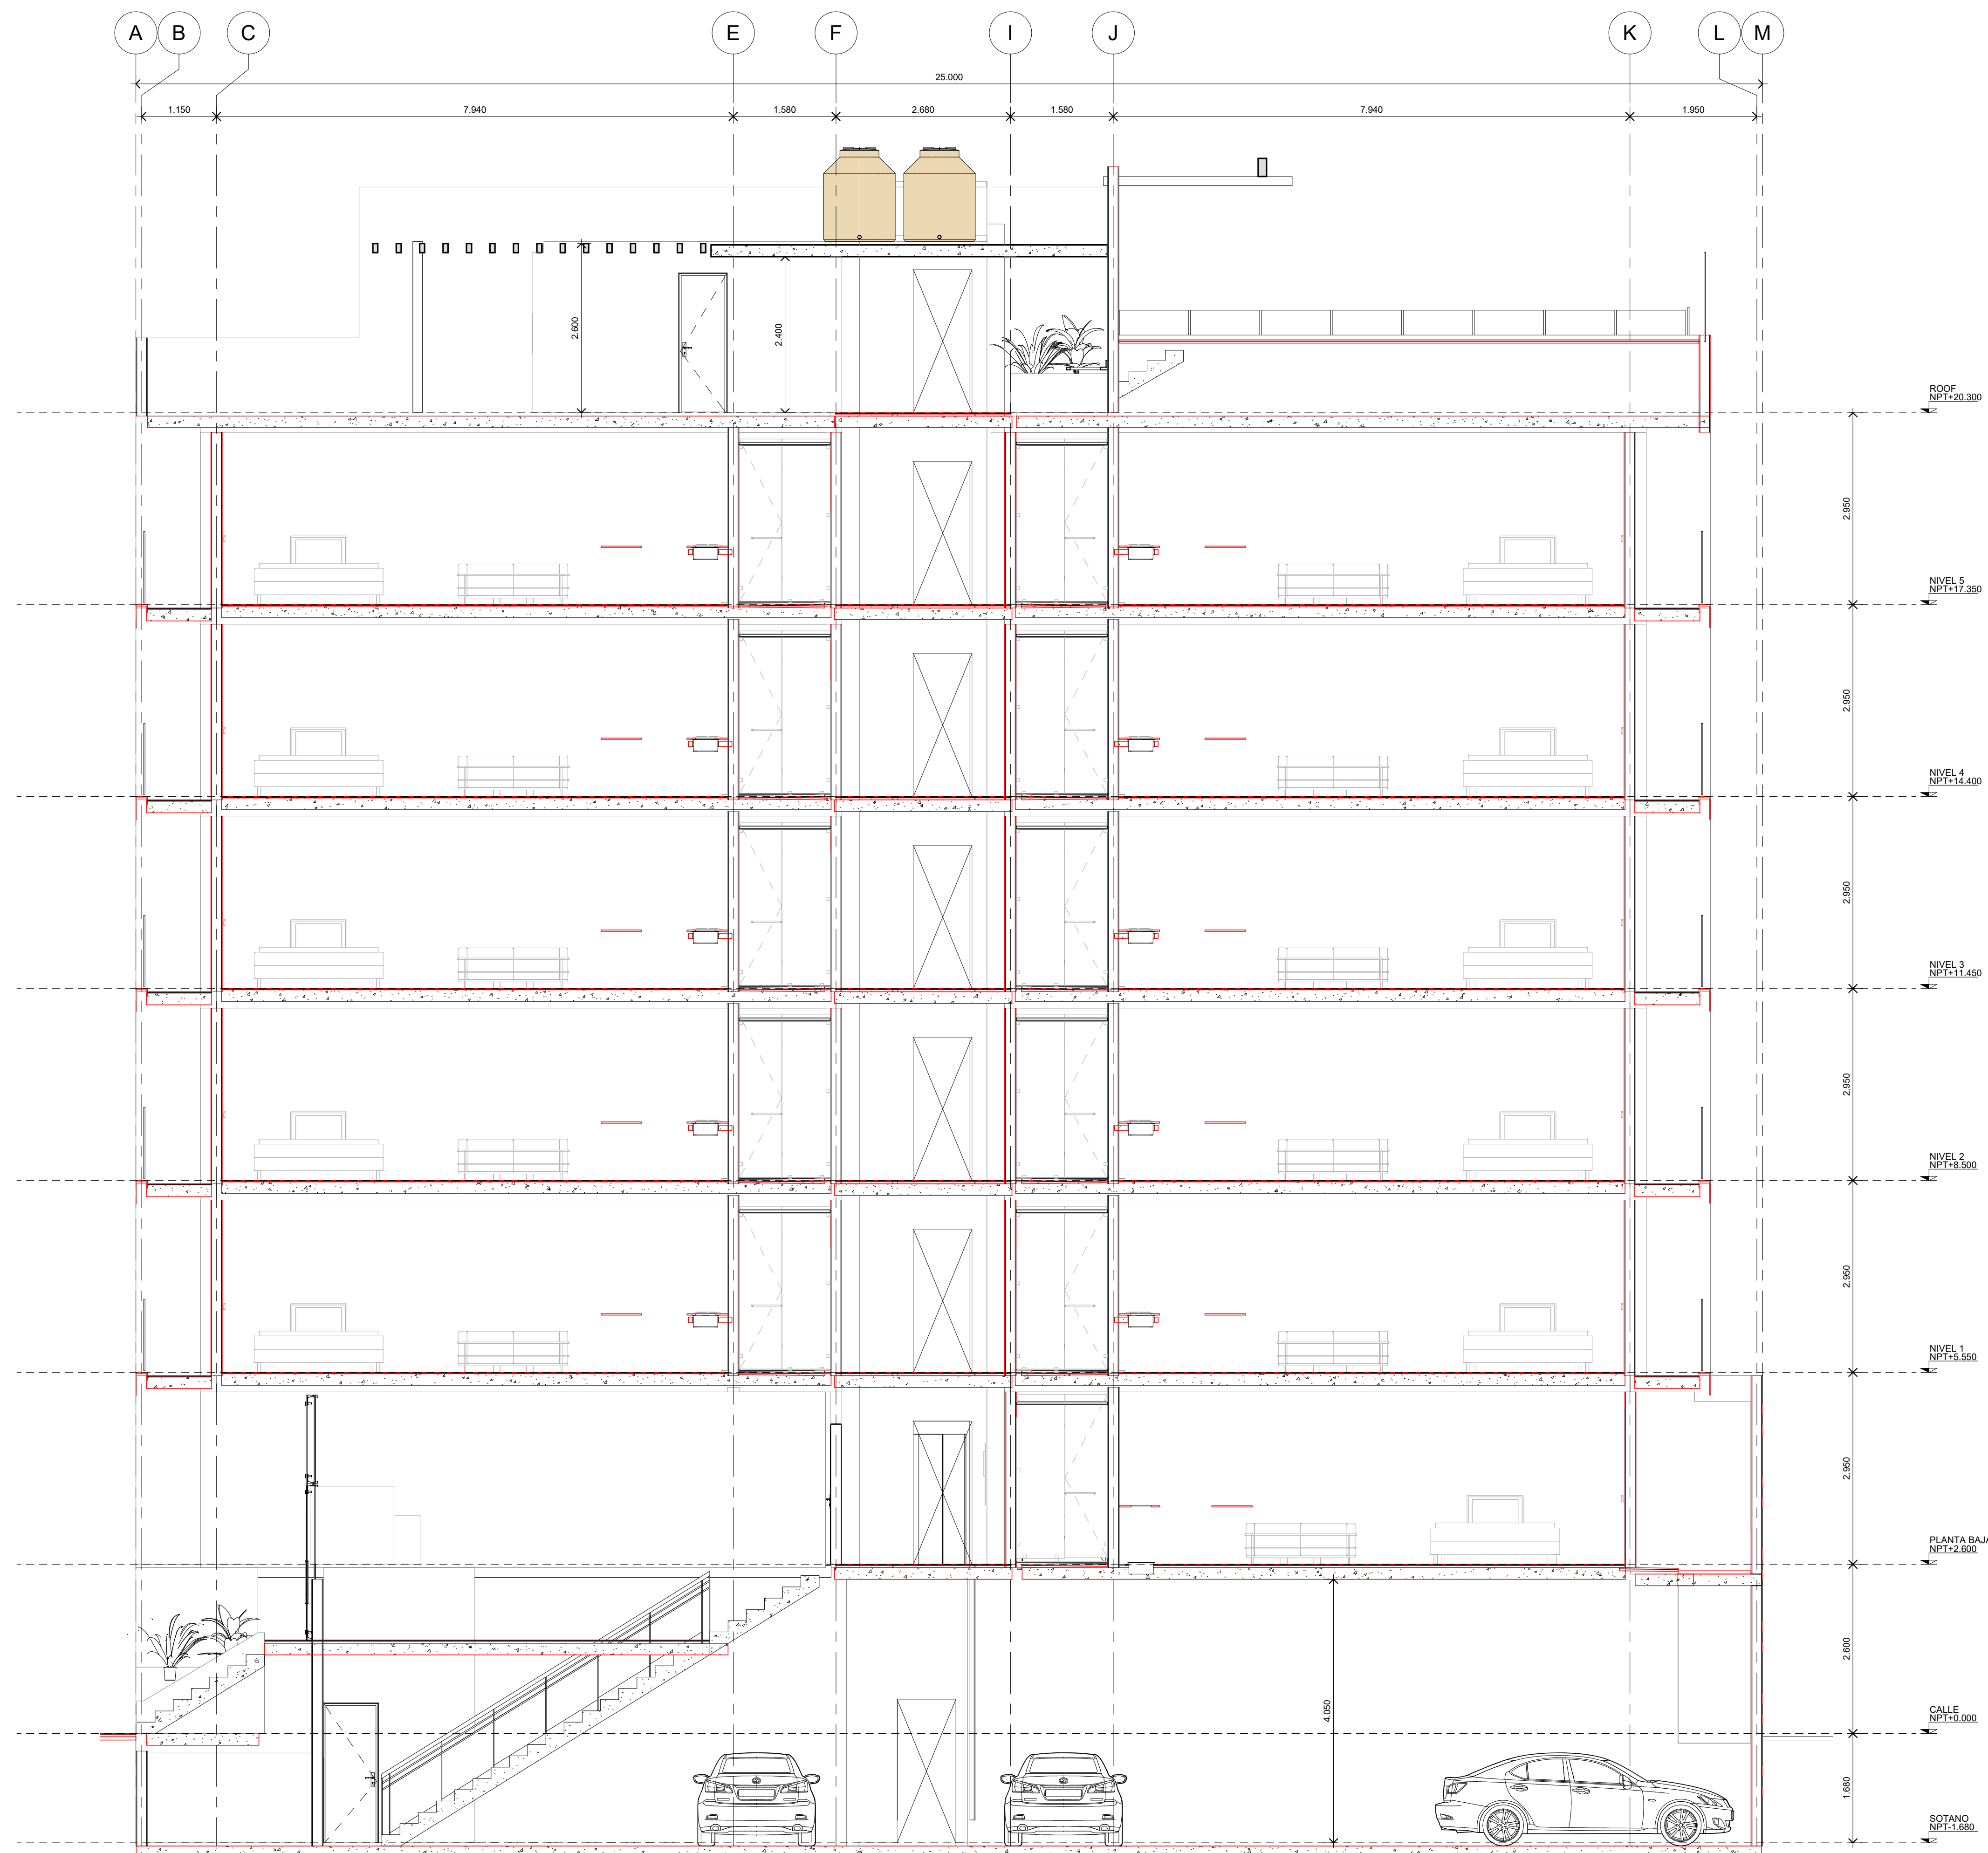 A B C E F I J K L M
25.000
1.150 7.940 1.580 2.680 1.580 7.940 1.950
2.600
2.400
ROOF
NPT+20.300
2.950
NIVEL 5
NPT+17.350
2.950
NIVEL 4
NPT+14.400
2.950
NIVEL 3
NPT+11.450
2.950
NIVEL 2
NPT+8.500
2.950
NIVEL 1
NPT+5.550
2.950
PLANTA BAJA
NPT+2.600
2.600
4.050
CALLE
NPT+0.000
1.680
SOTANO
NPT-1.680